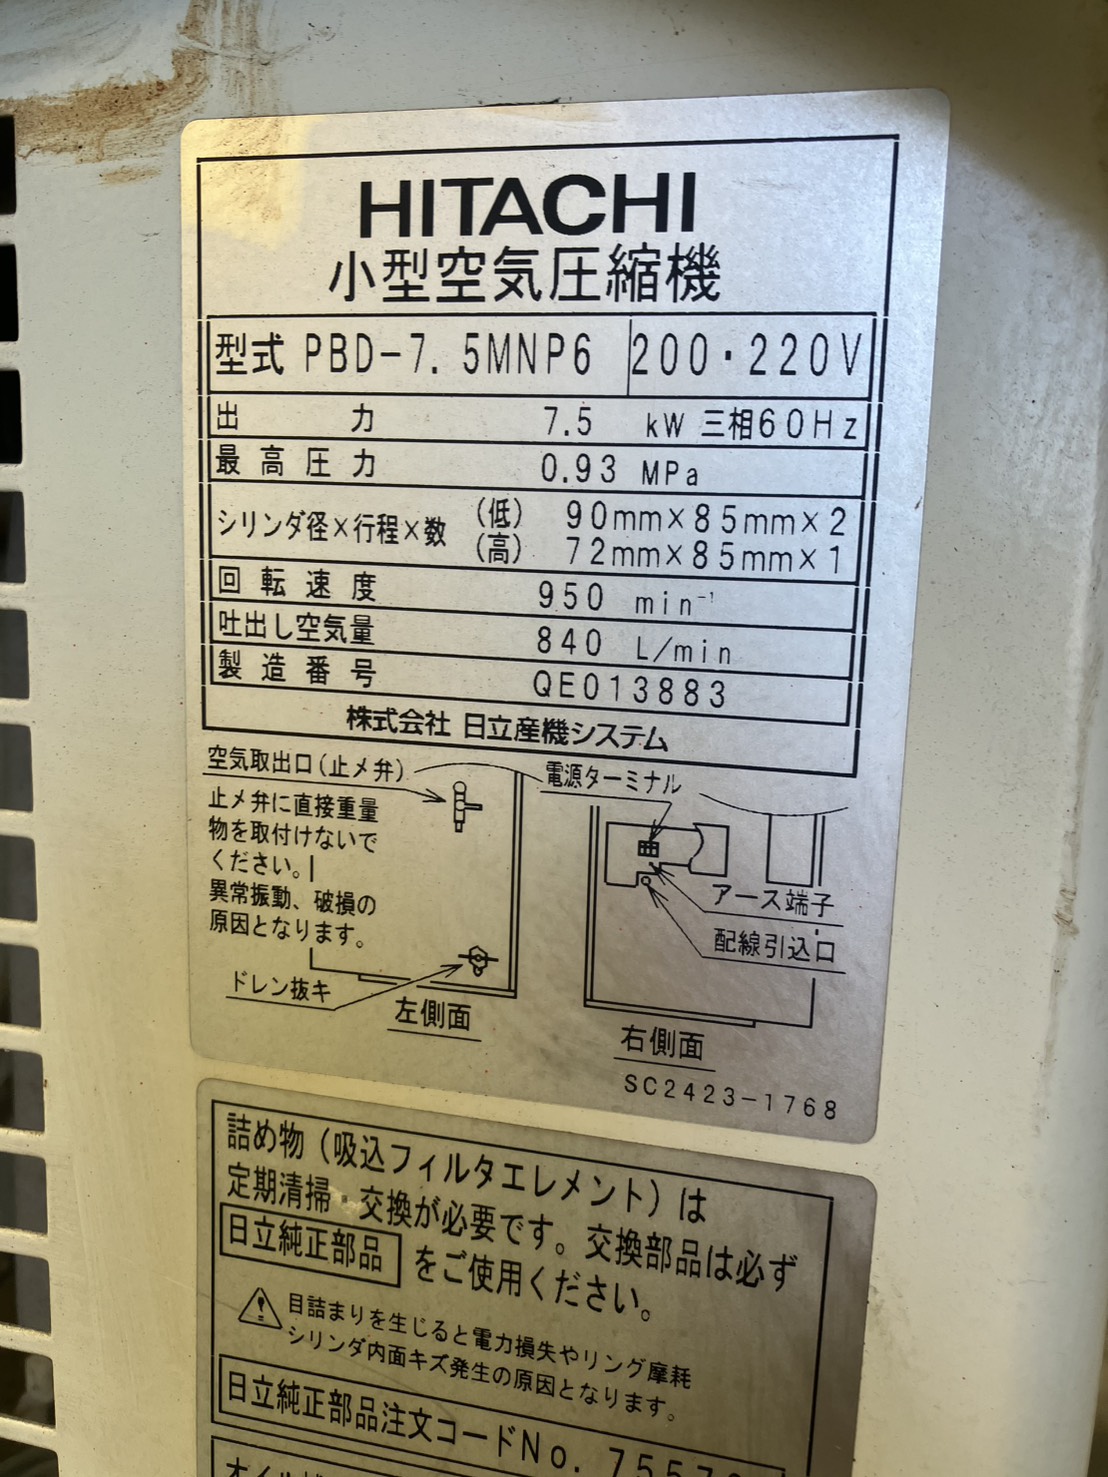 HITACHI
小型空気圧縮機
型式 PBD-7.5MNP6 200・220V
出力 7.5 kW 三相60Hz
最高圧力 0.93 MPa
シリンダ径×行程×数 (低) 90mm×85mm×2
(高) 72mm×85mm×1
回転速度 950 min⁻¹
吐出し空気量 840 L/min
製造番号 QE013883
株式会社 日立産機システム
空気取出口(止メ弁)
止メ弁に直接重量
物を取付けないで
ください。
異常振動、破損の
原因となります。
ドレン抜キ
左側面
電源ターミナル
アース端子
配線引込口
右側面
SC2423-1768
詰め物(吸込フィルタエレメント)は
定期清掃・交換が必要です。交換部品は必ず
日立純正部品 をご使用ください。
目詰まりを生じると電力損失やリング摩耗
シリンダ内面キズ発生の原因となります。
日立純正部品注文コードNo.